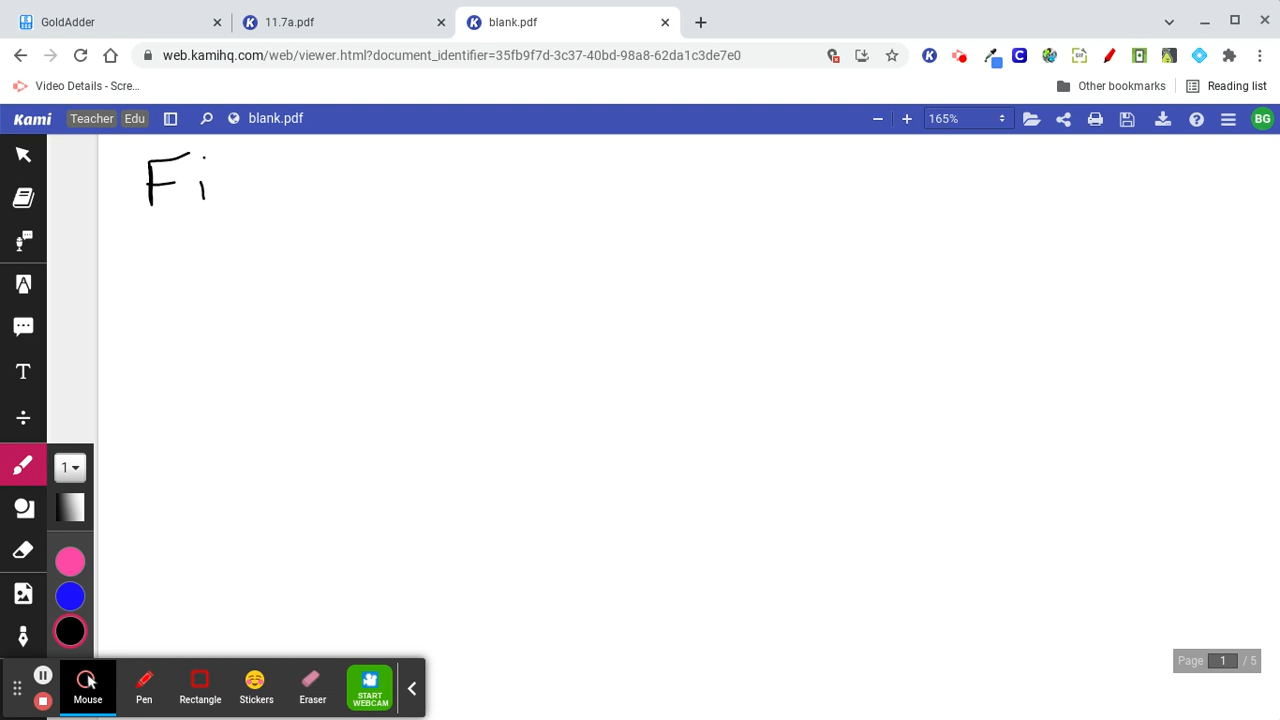 GoldAdder
11.7a.pdf
blank.pdf
web.kamihq.com/web/viewer.html?document_identifier=35fb9f7d-3c37-40bd-98a8-62da1c3de7e0
Video Details - Scre...
Other bookmarks
Reading list
Kami
Teacher
Edu
blank.pdf
165%
BG
Fi
T
1
Page 1 / 5
Mouse
Pen
Rectangle
Stickers
Eraser
START
WEBCAM